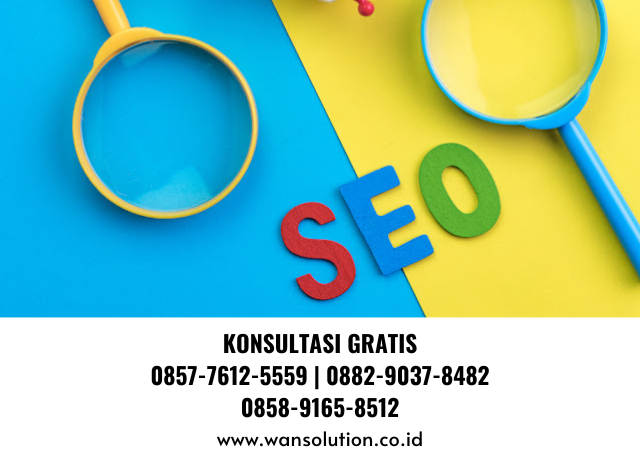 SEO
KONSULTASI GRATIS
0857-7612-5559 | 0882-9037-8482
0858-9165-8512
www.wansolution.co.id